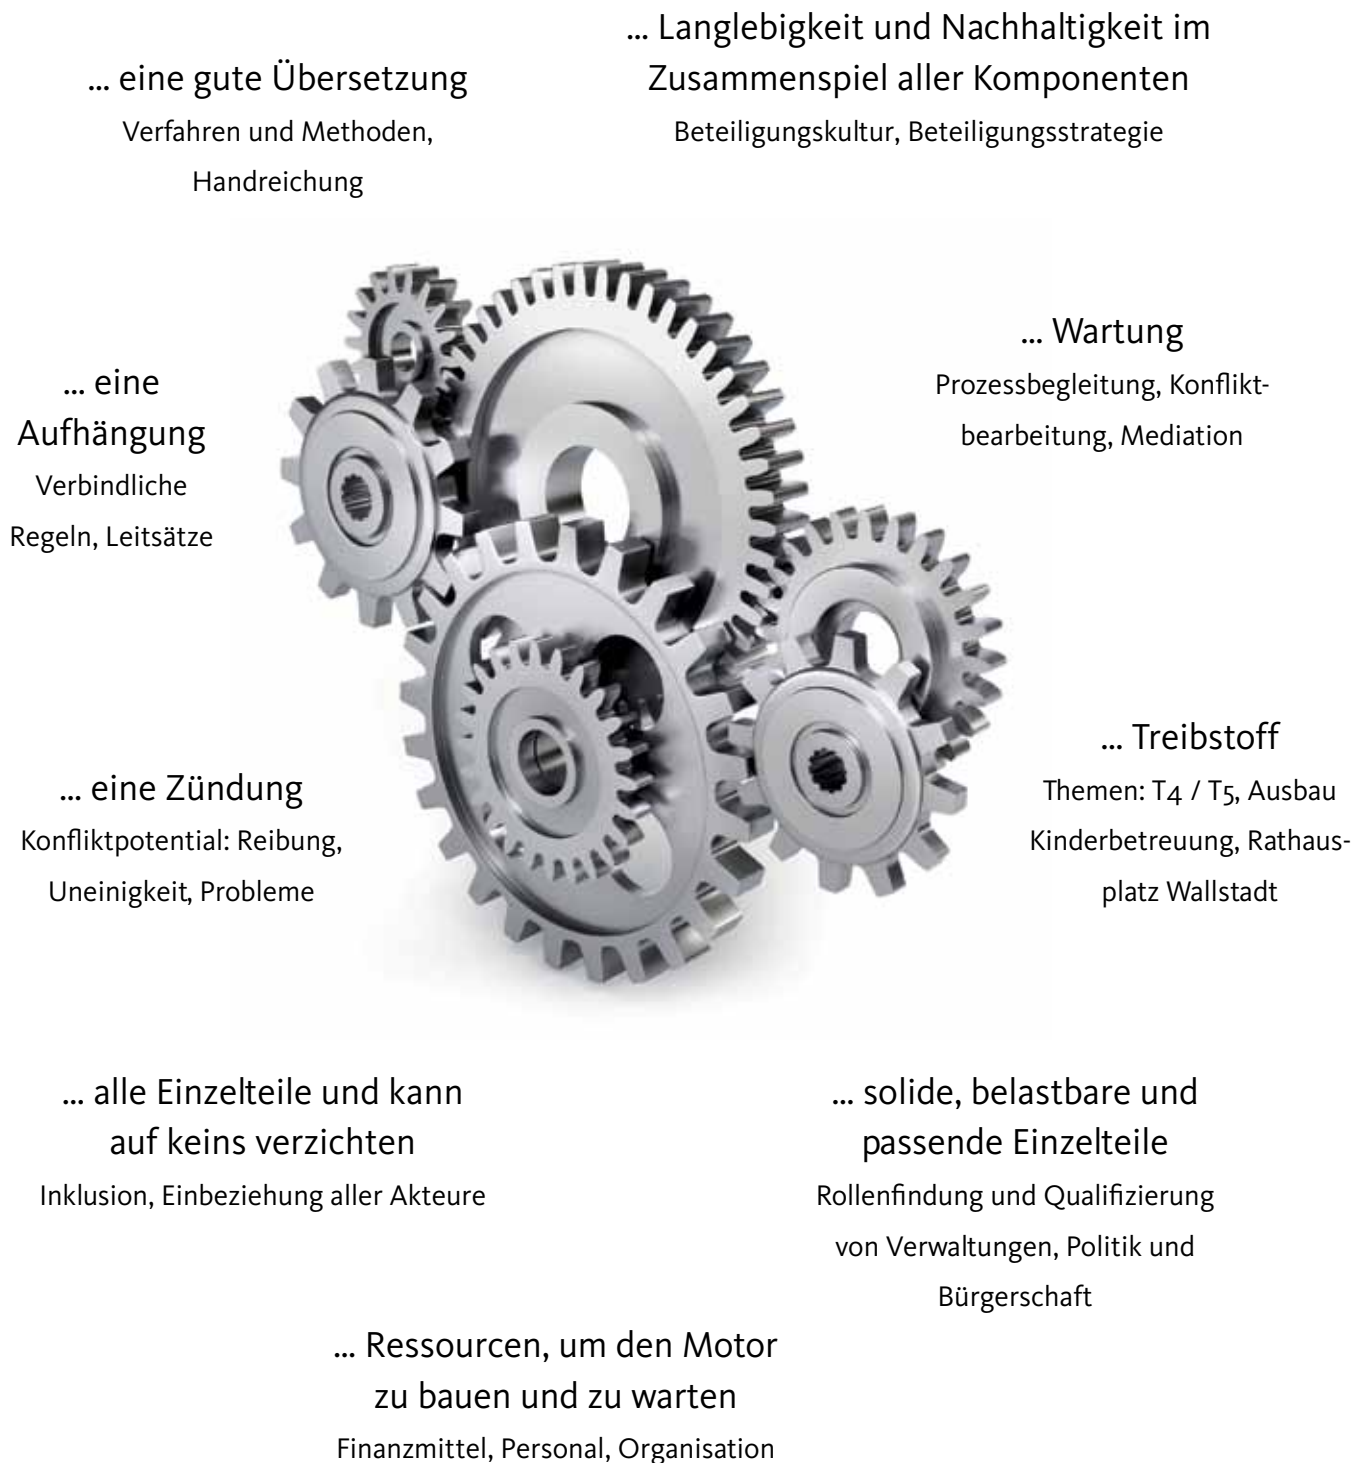 ... Langlebigkeit und Nachhaltigkeit im
Zusammenspiel aller Komponenten
Beteiligungskultur, Beteiligungsstrategie
... eine gute Übersetzung
Verfahren und Methoden,
Handreichung
... Wartung
Prozessbegleitung, Konflikt-
bearbeitung, Mediation
... eine
Aufhängung
Verbindliche
Regeln, Leitsätze
... Treibstoff
Themen: T4 / T5, Ausbau
Kinderbetreuung, Rathaus-
platz Wallstadt
... eine Zündung
Konfliktpotential: Reibung,
Uneinigkeit, Probleme
... alle Einzelteile und kann
auf keins verzichten
Inklusion, Einbeziehung aller Akteure
... solide, belastbare und
passende Einzelteile
Rollenfindung und Qualifizierung
von Verwaltungen, Politik und
Bürgerschaft
... Ressourcen, um den Motor
zu bauen und zu warten
Finanzmittel, Personal, Organisation